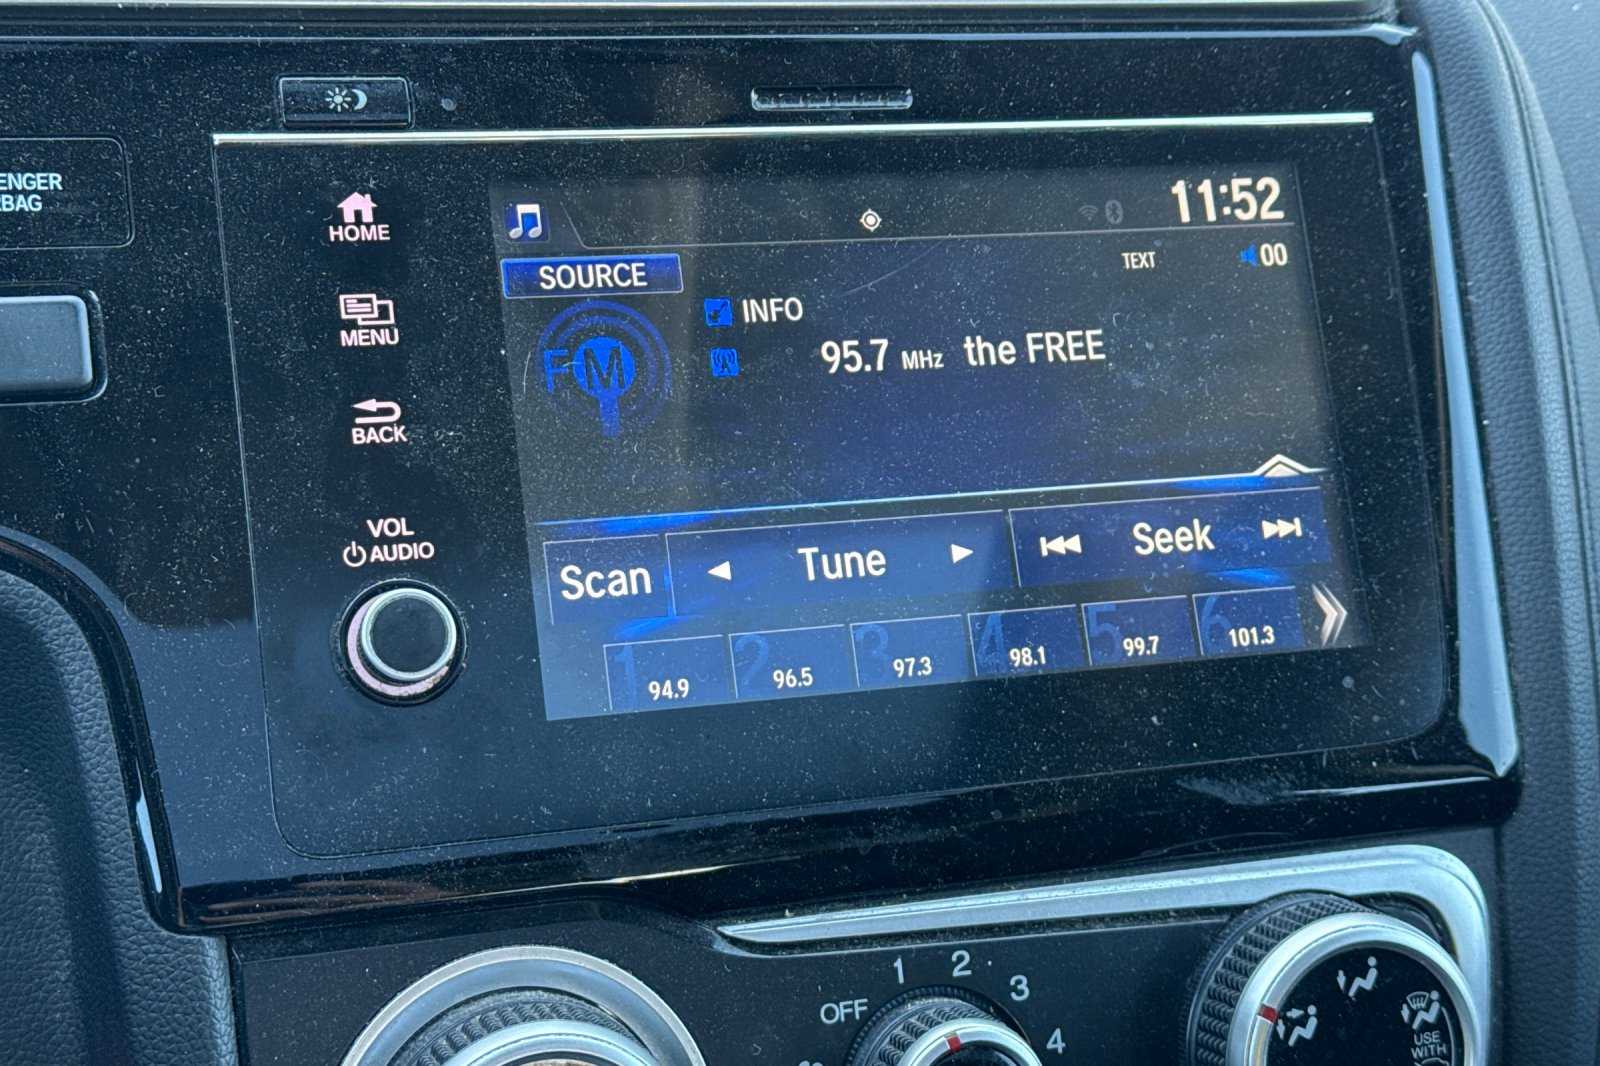 ENGER
BAG
HOME
MENU
BACK
VOL
AUDIO
11:52
TEXT
00
SOURCE
INFO
FM
95.7 MHz the FREE
Scan
Tune
Seek
1 94.9
2 96.5
3 97.3
4 98.1
5 99.7
6 101.3
OFF
1
2
3
4
USE
WITH